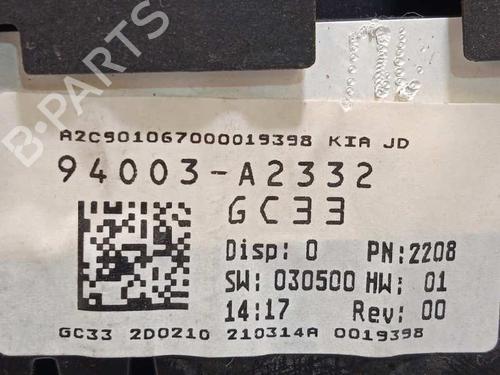 A2C901067000019398 KIA JD
94003-A2332
GC33
Disp: 0 PN:2208
SW: 030500 HW: 01
14:17 Rev: 00
GC33 2D0210 210314A 0019398
B-PARTS